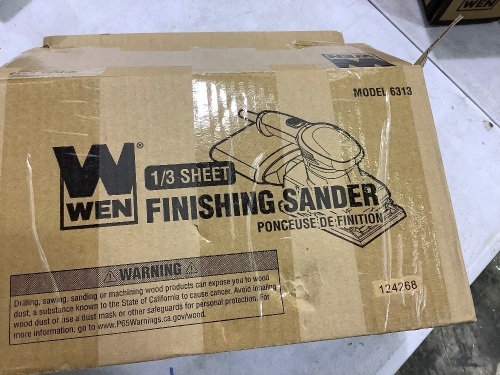 WEN
MODEL 6313
W®
WEN
1/3 SHEET
FINISHING SANDER
PONCEUSE DE FINITION
WARNING
Drilling, sawing, sanding or machining wood products can expose you to wood
dust, a substance known to the State of California to cause cancer. Avoid inhaling
wood dust or use a dust mask or other safeguards for personal protection. For
more information, go to www.P65Warnings.ca.gov/wood.
124268